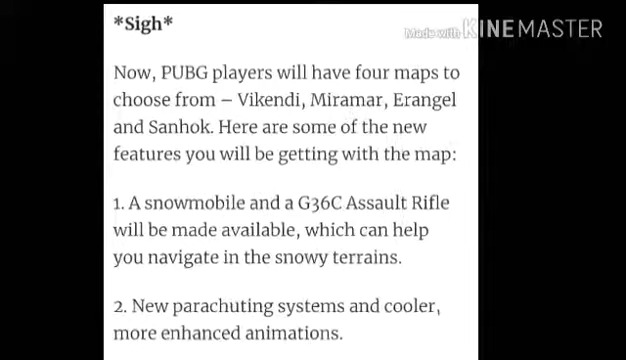 *Sigh*
Made with KINEMASTER
Now, PUBG players will have four maps to
choose from – Vikendi, Miramar, Erangel
and Sanhok. Here are some of the new
features you will be getting with the map:
1. A snowmobile and a G36C Assault Rifle
will be made available, which can help
you navigate in the snowy terrains.
2. New parachuting systems and cooler,
more enhanced animations.